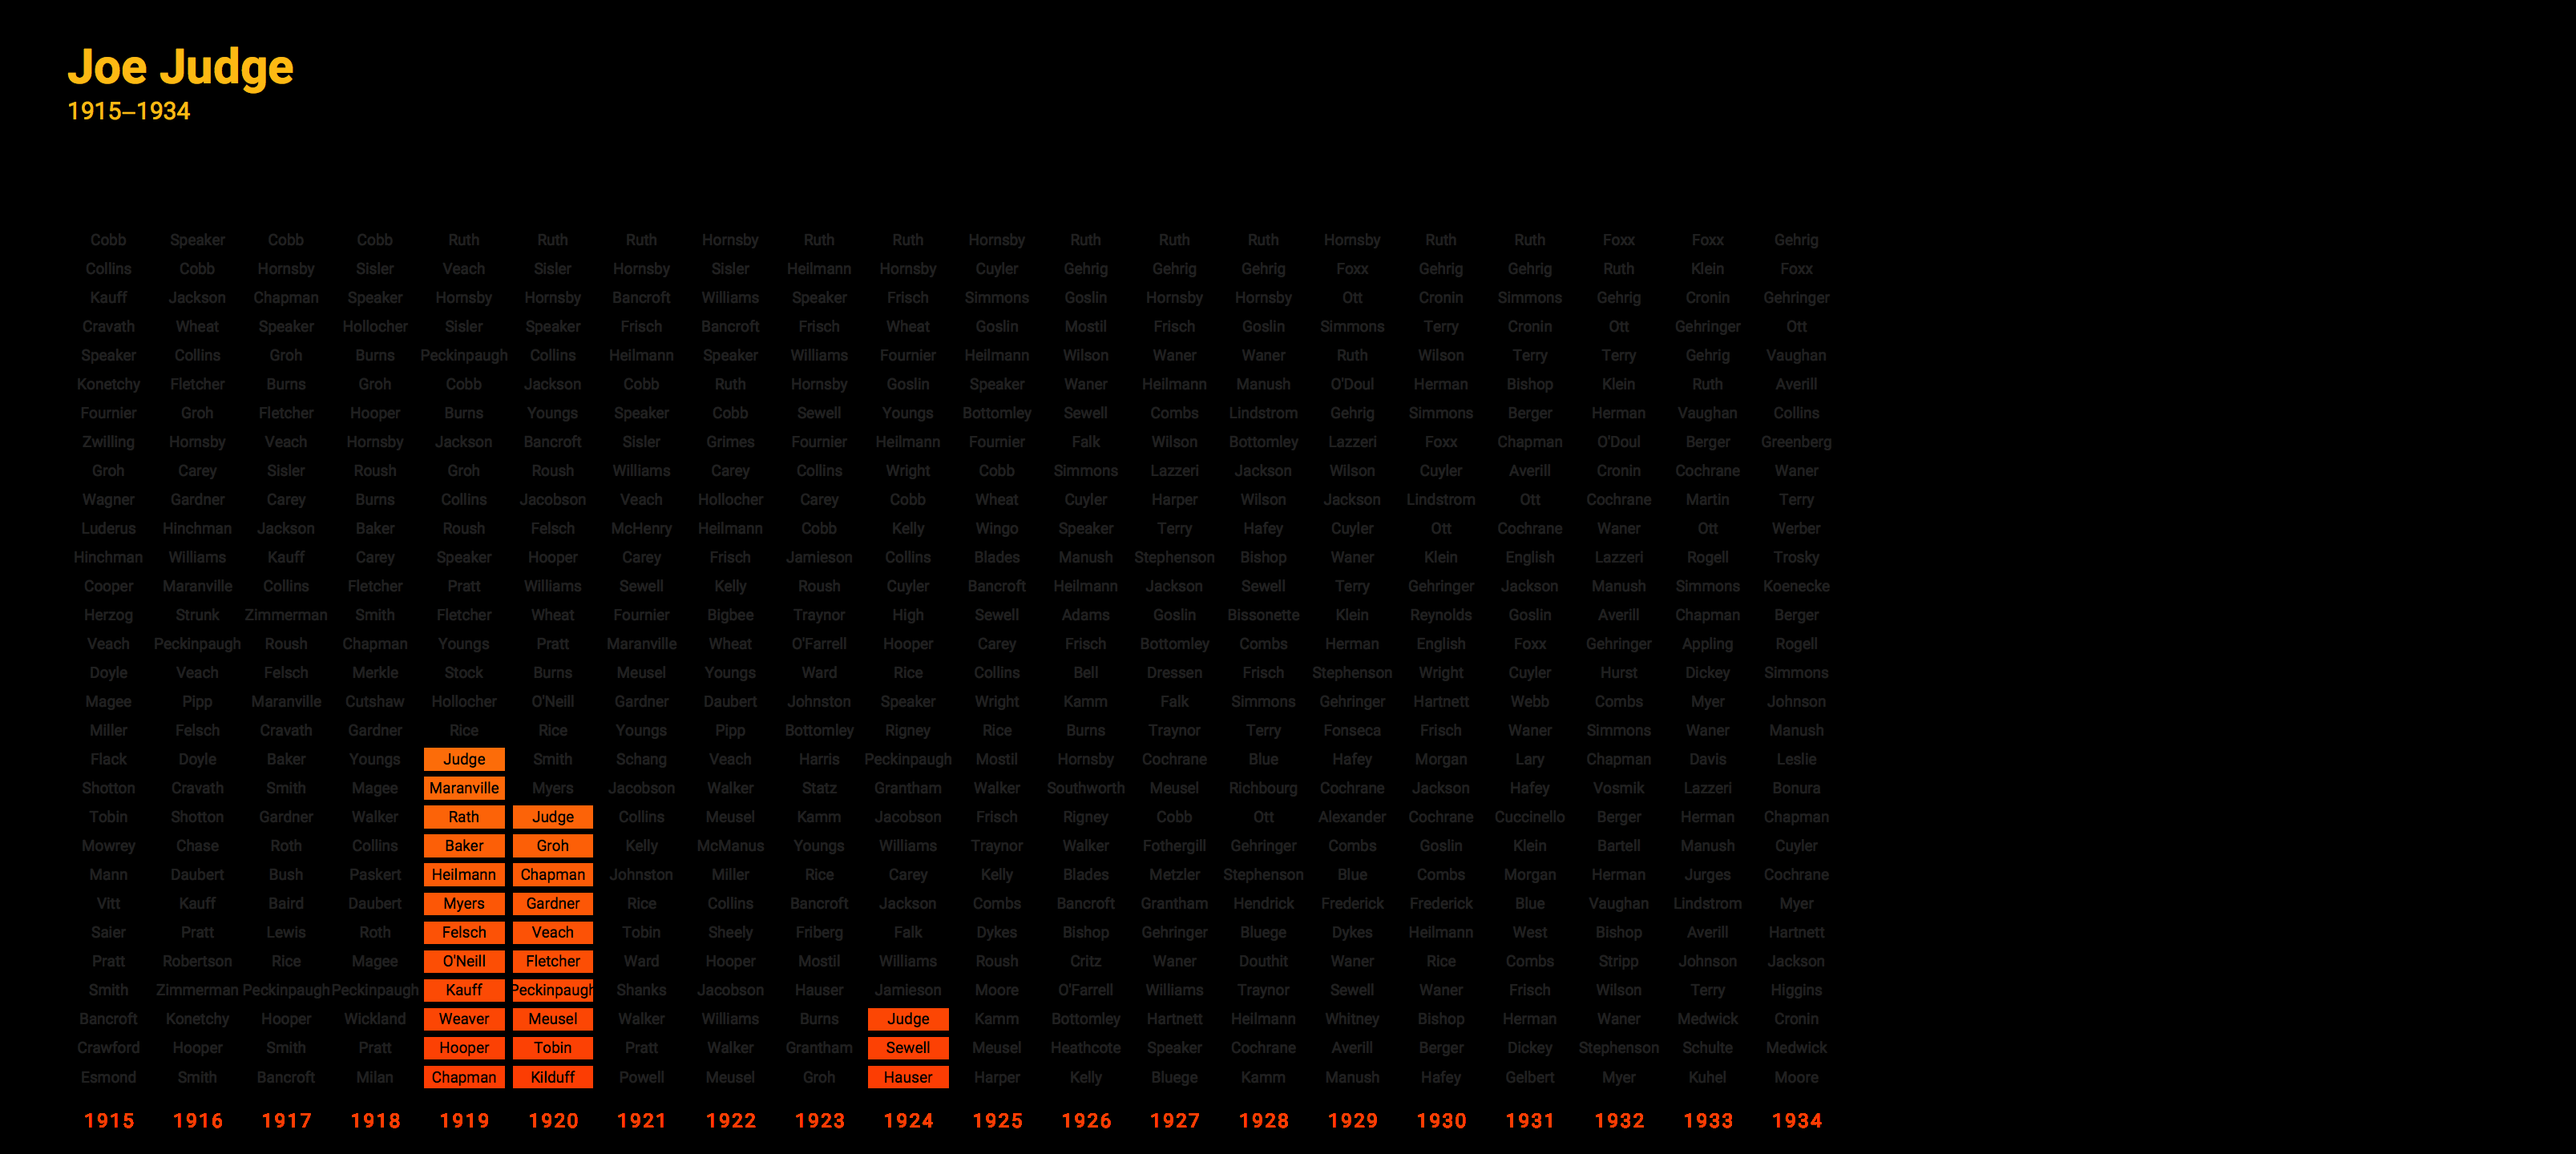 Joe Judge
1915–1934
Cobb Speaker Cobb Cobb Ruth Ruth Ruth Hornsby Ruth Ruth Hornsby Ruth Ruth Ruth Hornsby Ruth Ruth Foxx Foxx Gehrig
Collins Cobb Hornsby Sisler Veach Sisler Hornsby Sisler Heilmann Hornsby Cuyler Gehrig Gehrig Gehrig Foxx Gehrig Gehrig Ruth Klein Foxx
Kauff Jackson Chapman Speaker Hornsby Hornsby Bancroft Williams Speaker Frisch Simmons Goslin Hornsby Hornsby Ott Cronin Simmons Gehrig Cronin Gehringer
Cravath Wheat Speaker Hollocher Sisler Speaker Frisch Bancroft Frisch Wheat Goslin Mostil Frisch Goslin Simmons Terry Cronin Ott Gehringer Ott
Speaker Collins Groh Burns Peckinpaugh Collins Heilmann Speaker Williams Fournier Heilmann Wilson Waner Waner Ruth Wilson Terry Terry Gehrig Vaughan
Konetchy Fletcher Burns Groh Cobb Jackson Cobb Ruth Hornsby Goslin Speaker Waner Heilmann Manush O'Doul Herman Bishop Klein Ruth Averill
Fournier Groh Fletcher Hooper Burns Youngs Speaker Cobb Sewell Youngs Bottomley Sewell Combs Lindstrom Gehrig Simmons Berger Herman Vaughan Collins
Zwilling Hornsby Veach Hornsby Jackson Bancroft Sisler Grimes Fournier Heilmann Fournier Falk Wilson Bottomley Lazzeri Foxx Chapman O'Doul Berger Greenberg
Groh Carey Sisler Roush Groh Roush Williams Carey Collins Wright Cobb Simmons Lazzeri Jackson Wilson Cuyler Averill Cronin Cochrane Waner
Wagner Gardner Carey Burns Collins Jacobson Veach Hollocher Carey Cobb Wheat Cuyler Harper Wilson Jackson Lindstrom Ott Cochrane Martin Terry
Luderus Hinchman Jackson Baker Roush Felsch McHenry Heilmann Cobb Kelly Wingo Speaker Terry Hafey Cuyler Ott Cochrane Waner Ott Werber
Hinchman Williams Kauff Carey Speaker Hooper Carey Frisch Jamieson Collins Blades Manush Stephenson Bishop Waner Klein English Lazzeri Rogell Trosky
Cooper Maranville Collins Fletcher Pratt Williams Sewell Kelly Roush Cuyler Bancroft Heilmann Jackson Sewell Terry Gehringer Jackson Manush Simmons Koenecke
Herzog Strunk Zimmerman Smith Fletcher Wheat Fournier Bigbee Traynor High Sewell Adams Goslin Bissonette Klein Reynolds Goslin Averill Chapman Berger
Veach Peckinpaugh Roush Chapman Youngs Pratt Maranville Wheat O'Farrell Hooper Carey Frisch Bottomley Combs Herman English Foxx Gehringer Appling Rogell
Doyle Veach Felsch Merkle Stock Burns Meusel Youngs Ward Rice Collins Bell Dressen Frisch Stephenson Wright Cuyler Hurst Dickey Simmons
Magee Pipp Maranville Cutshaw Hollocher O'Neill Gardner Daubert Johnston Speaker Wright Kamm Falk Simmons Gehringer Hartnett Webb Combs Myer Johnson
Miller Felsch Cravath Gardner Rice Rice Youngs Pipp Bottomley Rigney Rice Burns Traynor Terry Fonseca Frisch Waner Simmons Waner Manush
Flack Doyle Baker Youngs Judge Smith Schang Veach Harris Peckinpaugh Mostil Hornsby Cochrane Blue Hafey Morgan Lary Chapman Davis Leslie
Shotton Cravath Smith Magee Maranville Myers Jacobson Walker Statz Grantham Walker Southworth Meusel Richbourg Cochrane Jackson Hafey Vosmik Lazzeri Bonura
Tobin Shotton Gardner Walker Rath Judge Collins Meusel Kamm Jacobson Frisch Rigney Cobb Ott Alexander Cochrane Cuccinello Berger Herman Chapman
Mowrey Chase Roth Collins Baker Groh Kelly McManus Youngs Williams Traynor Walker Fothergill Gehringer Combs Goslin Klein Bartell Manush Cuyler
Mann Daubert Bush Paskert Heilmann Chapman Johnston Miller Rice Carey Kelly Blades Metzler Stephenson Blue Combs Morgan Herman Jurges Cochrane
Vitt Kauff Baird Daubert Myers Gardner Rice Collins Bancroft Jackson Combs Bancroft Grantham Hendrick Frederick Frederick Blue Vaughan Lindstrom Myer
Saier Pratt Lewis Roth Felsch Veach Tobin Sheely Friberg Falk Dykes Bishop Gehringer Bluege Dykes Heilmann West Bishop Averill Hartnett
Pratt Robertson Rice Magee O'Neill Fletcher Ward Hooper Mostil Williams Roush Critz Waner Douthit Waner Rice Combs Stripp Johnson Jackson
Smith Zimmerman Peckinpaugh Peckinpaugh Kauff Peckinpaugh Shanks Jacobson Hauser Jamieson Moore O'Farrell Williams Traynor Sewell Waner Frisch Wilson Terry Higgins
Bancroft Konetchy Hooper Wickland Weaver Meusel Walker Williams Burns Judge Kamm Bottomley Hartnett Heilmann Whitney Bishop Herman Waner Medwick Cronin
Crawford Hooper Smith Pratt Hooper Tobin Pratt Walker Grantham Sewell Meusel Heathcote Speaker Cochrane Averill Berger Dickey Stephenson Schulte Medwick
Esmond Smith Bancroft Milan Chapman Kilduff Powell Meusel Groh Hauser Harper Kelly Bluege Kamm Manush Hafey Gelbert Myer Kuhel Moore
1915 1916 1917 1918 1919 1920 1921 1922 1923 1924 1925 1926 1927 1928 1929 1930 1931 1932 1933 1934